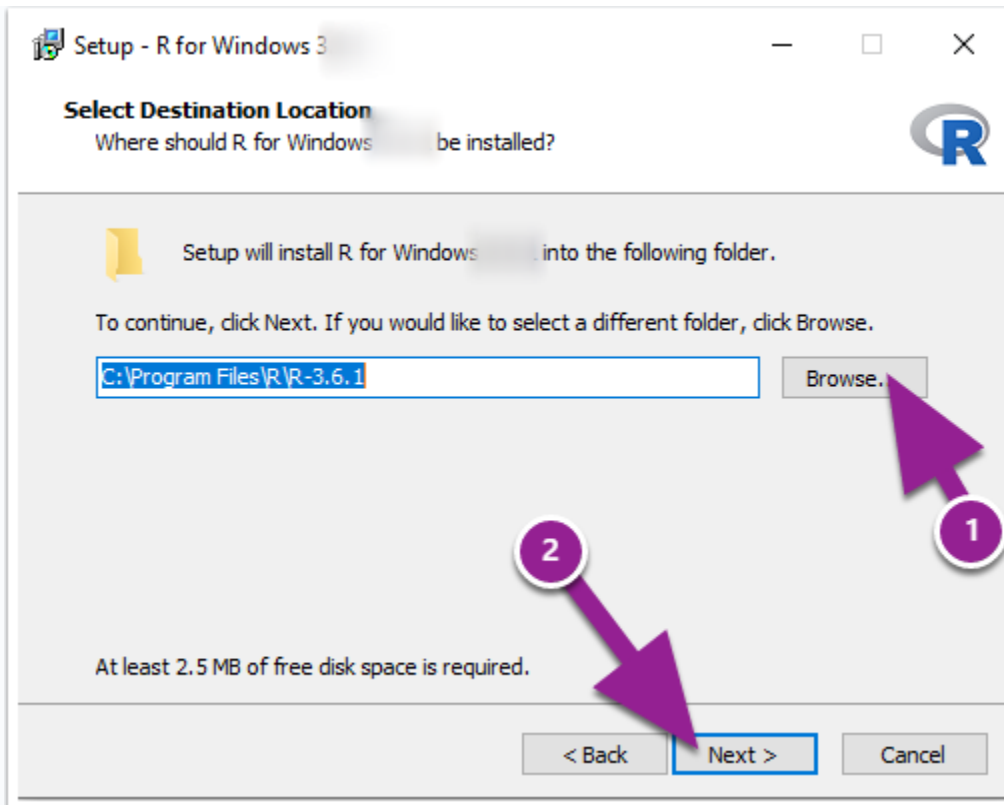 Setup - R for Windows 3
Select Destination Location
Where should R for Windows be installed?
R
Setup will install R for Windows into the following folder.
To continue, click Next. If you would like to select a different folder, click Browse.
C:\Program Files\R\R-3.6.1
Browse...
1
2
At least 2.5 MB of free disk space is required.
< Back Next > Cancel